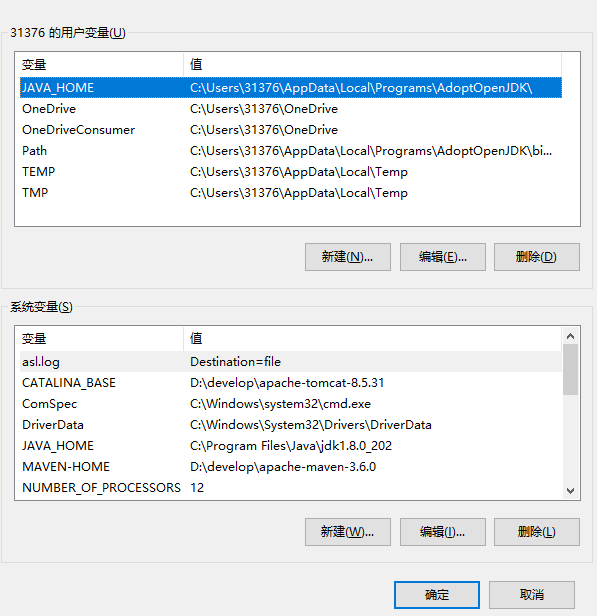 31376 的用户变量(U)
变量 值
JAVA_HOME C:\Users\31376\AppData\Local\Programs\AdoptOpenJDK\
OneDrive C:\Users\31376\OneDrive
OneDriveConsumer C:\Users\31376\OneDrive
Path C:\Users\31376\AppData\Local\Programs\AdoptOpenJDK\bi...
TEMP C:\Users\31376\AppData\Local\Temp
TMP C:\Users\31376\AppData\Local\Temp
新建(N)... 编辑(E)... 删除(D)
系统变量(S)
变量 值
asl.log Destination=file
CATALINA_BASE D:\develop\apache-tomcat-8.5.31
ComSpec C:\Windows\system32\cmd.exe
DriverData C:\Windows\System32\Drivers\DriverData
JAVA_HOME C:\Program Files\Java\jdk1.8.0_202
MAVEN-HOME D:\develop\apache-maven-3.6.0
NUMBER_OF_PROCESSORS 12
新建(W)... 编辑(I)... 删除(L)
确定 取消